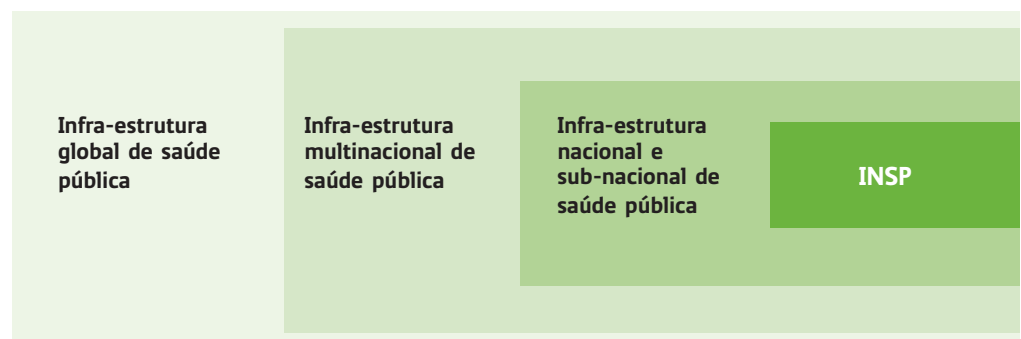 Infra-estrutura
global de saúde
pública
Infra-estrutura
multinacional de
saúde pública
Infra-estrutura
nacional e
sub-nacional de
saúde pública
INSP